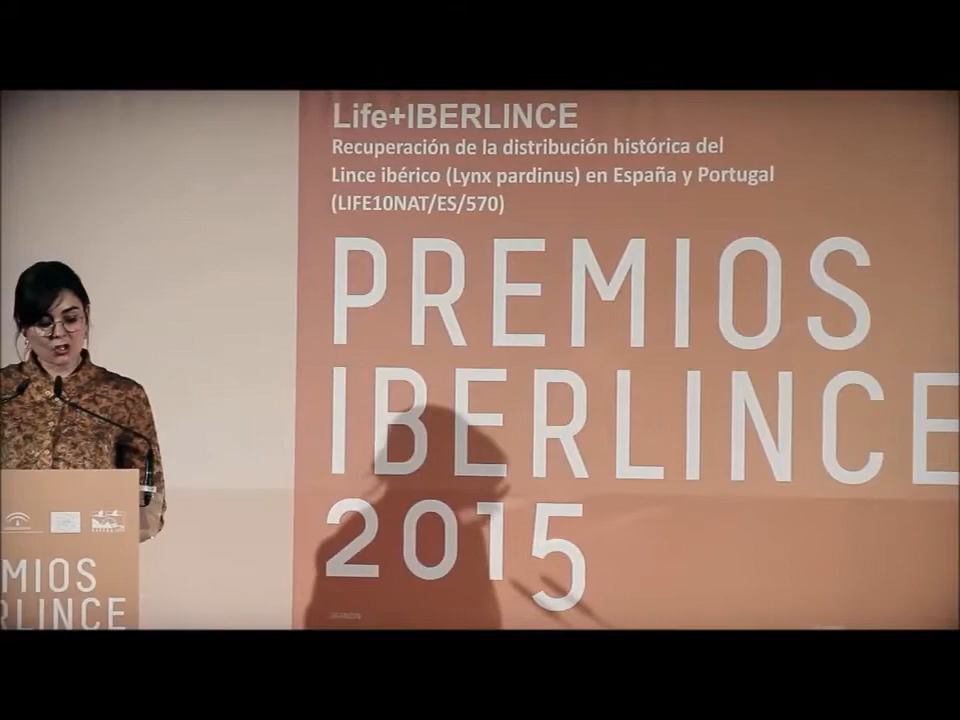 Life+IBERLINCE
Recuperación de la distribución histórica del
Lince ibérico (Lynx pardinus) en España y Portugal
(LIFE10NAT/ES/570)
PREMIOS
IBERLINCE
2015
MIOS
RLINCE